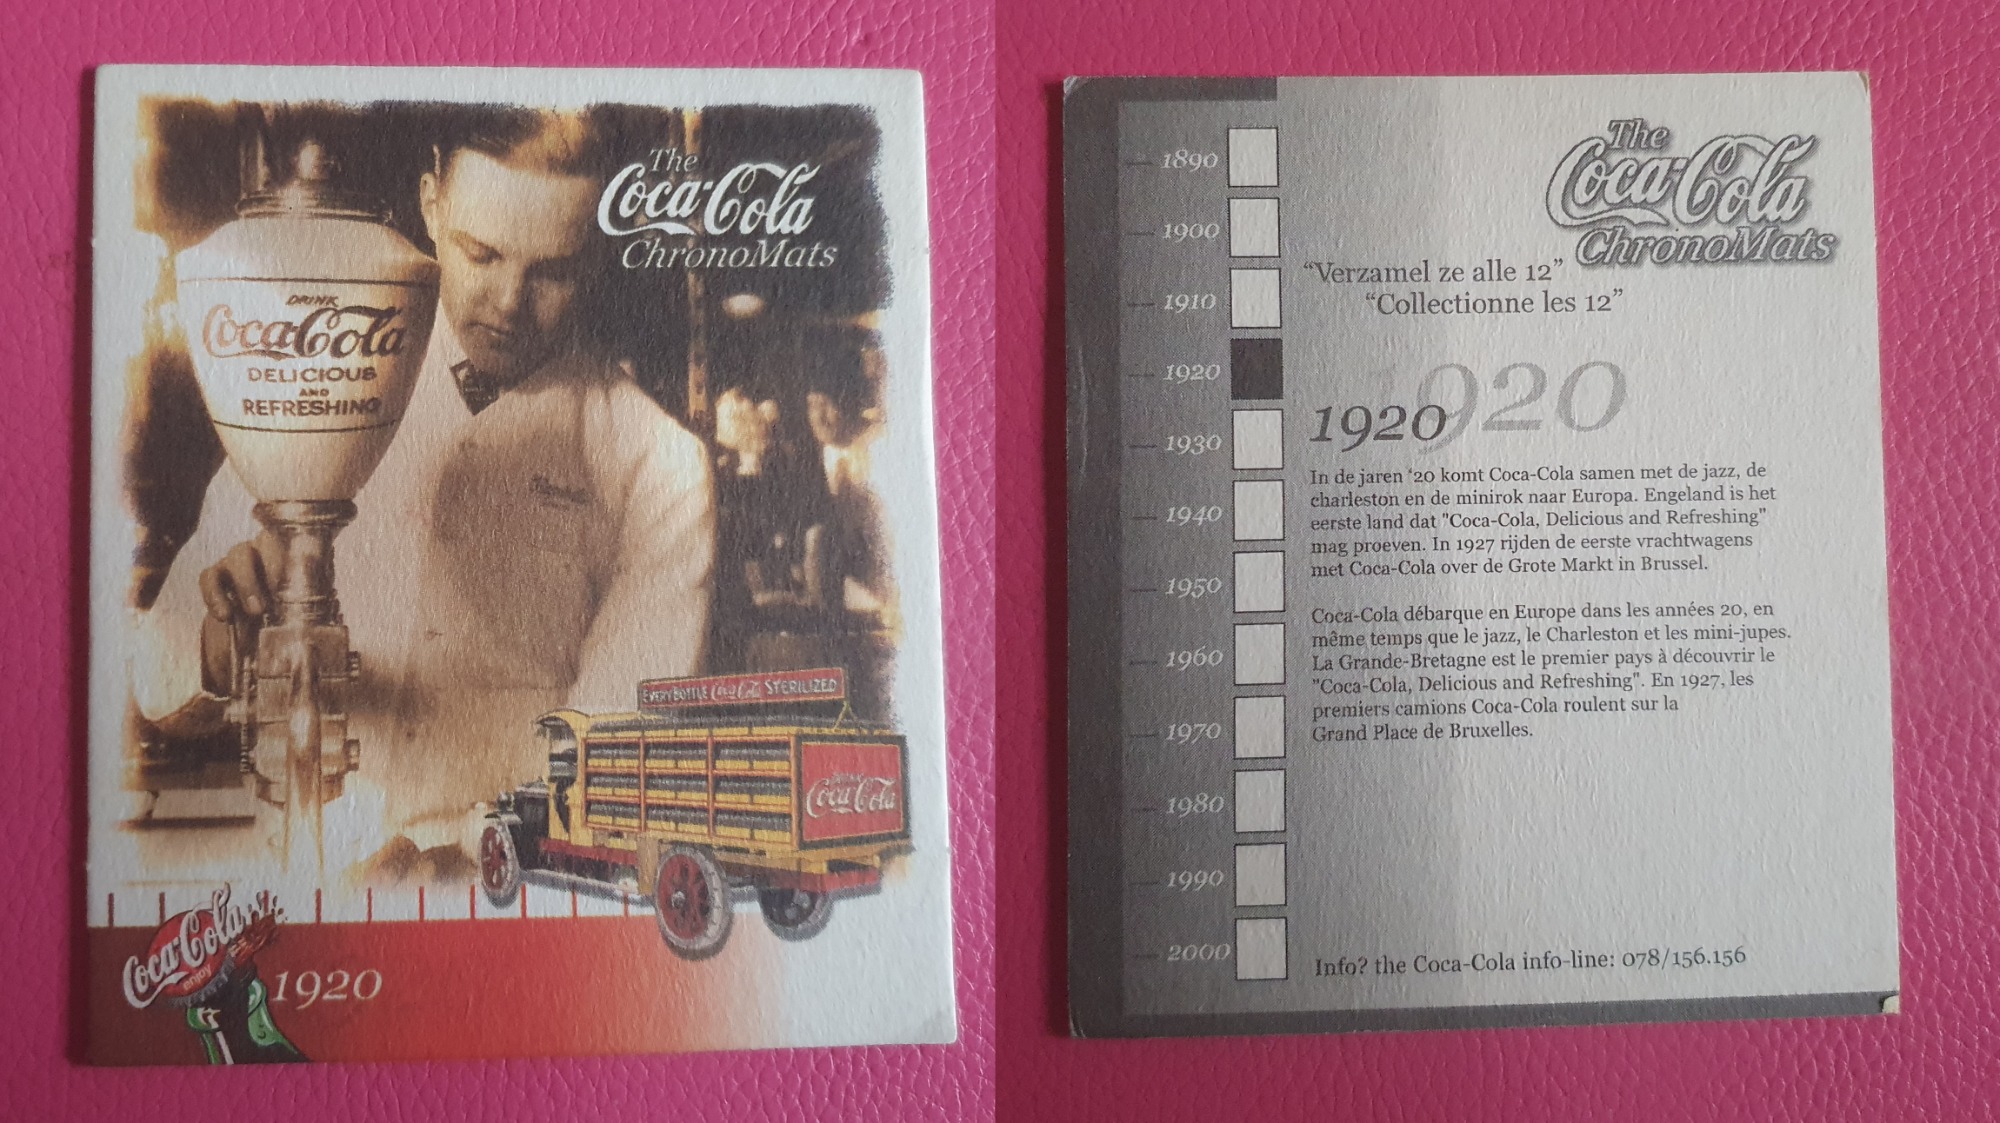 The
Coca-Cola
ChronoMats
DRINK
Coca-Cola
DELICIOUS
AND
REFRESHING
EVERY BOTTLE Coca-Cola STERILIZED
DRINK
Coca-Cola
Coca-Cola
enjoy
1920
The
Coca-Cola
ChronoMats
“Verzamel ze alle 12”
“Collectionne les 12”
1890
1900
1910
1920
1930
1940
1950
1960
1970
1980
1990
2000
1920
1920
In de jaren ‘20 komt Coca-Cola samen met de jazz, de
charleston en de minirok naar Europa. Engeland is het
eerste land dat "Coca-Cola, Delicious and Refreshing"
mag proeven. In 1927 rijden de eerste vrachtwagens
met Coca-Cola over de Grote Markt in Brussel.
Coca-Cola débarque en Europe dans les années 20, en
même temps que le jazz, le Charleston et les mini-jupes.
La Grande-Bretagne est le premier pays à découvrir le
"Coca-Cola, Delicious and Refreshing". En 1927, les
premiers camions Coca-Cola roulent sur la
Grand Place de Bruxelles.
Info? the Coca-Cola info-line: 078/156.156